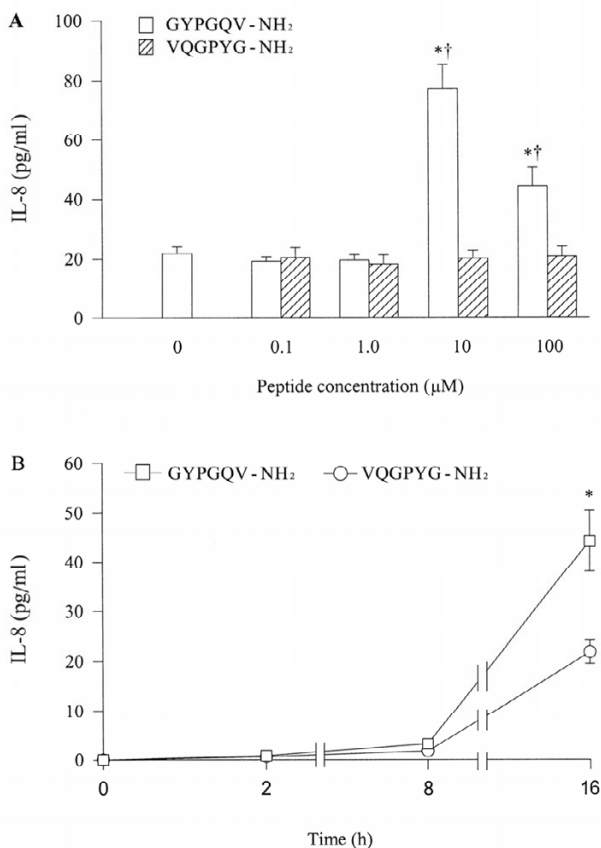 A
GYPGQV-NH₂
VQGPYG-NH₂
100
80
60
40
20
0
IL-8 (pg/ml)
*†
*†
0 0.1 1.0 10 100
Peptide concentration (µM)
B
GYPGQV-NH₂ VQGPYG-NH₂
60
50
40
30
20
10
0
IL-8 (pg/ml)
*
0 2 8 16
Time (h)